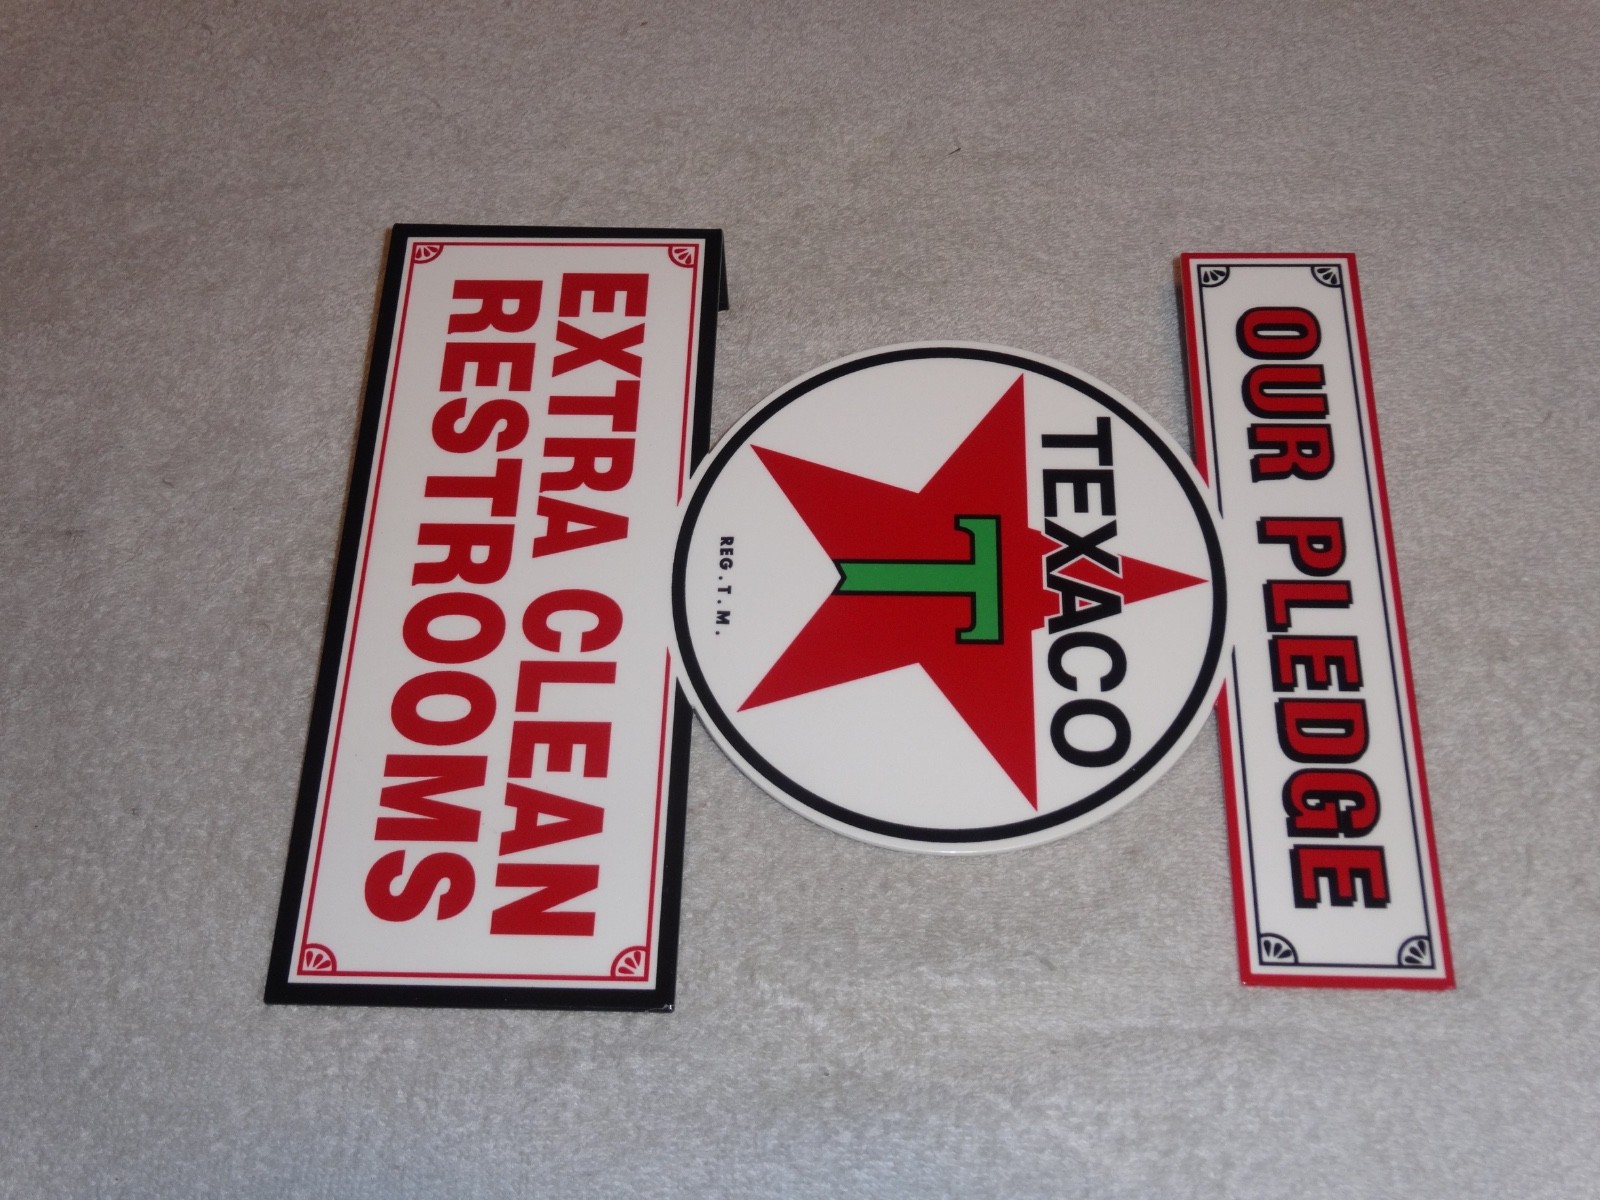 OUR PLEDGE
TEXACO
T
REG. T. M.
EXTRA CLEAN
RESTROOMS